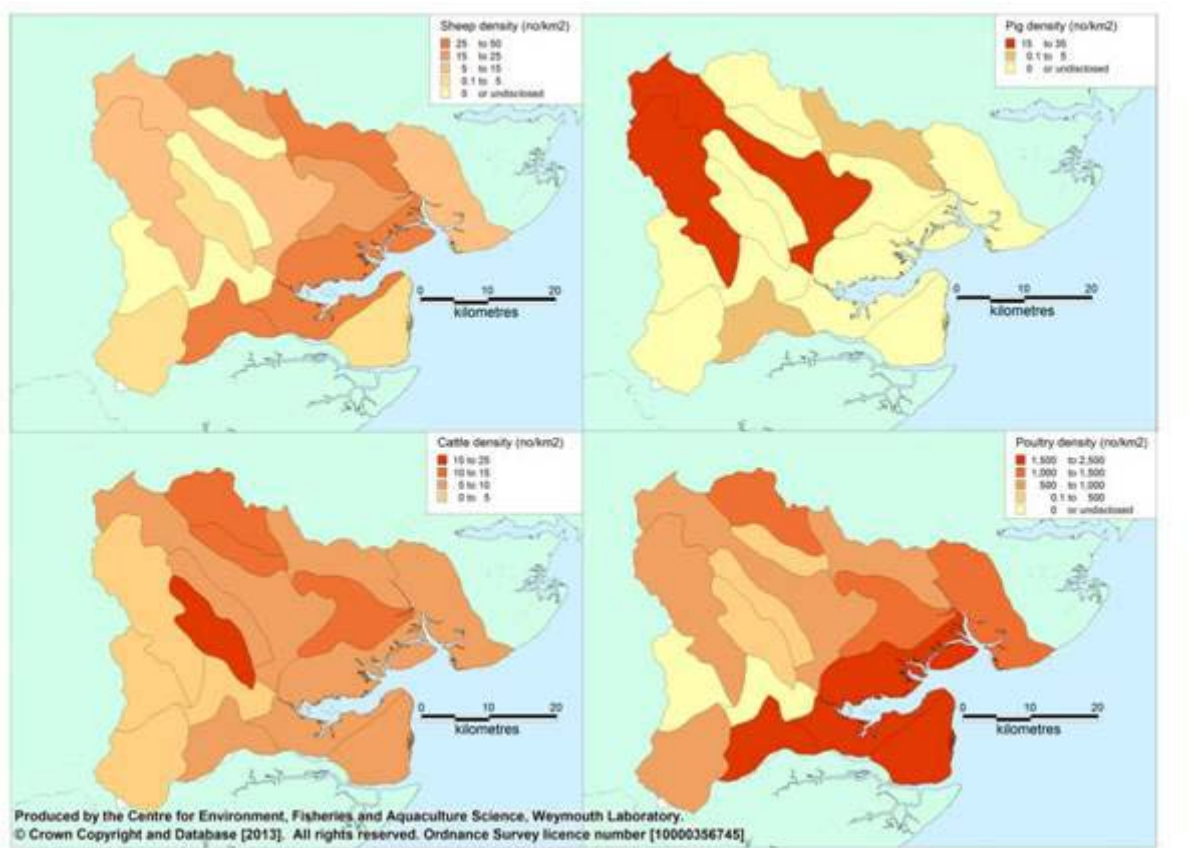 Sheep density (no/km2)
25 to 50
15 to 25
5 to 15
0.1 to 5
0 or undisclosed
0 10 20
kilometres
Pig density (no/km2)
15 to 35
0.1 to 5
0 or undisclosed
0 10 20
kilometres
Cattle density (no/km2)
15 to 25
10 to 15
5 to 10
0 to 5
0 10 20
kilometres
Poultry density (no/km2)
1,500 to 2,500
1,000 to 1,500
500 to 1,000
0.1 to 500
0 or undisclosed
0 10 20
kilometres
Produced by the Centre for Environment, Fisheries and Aquaculture Science, Weymouth Laboratory.
© Crown Copyright and Database [2013]. All rights reserved. Ordnance Survey licence number [10000356745]